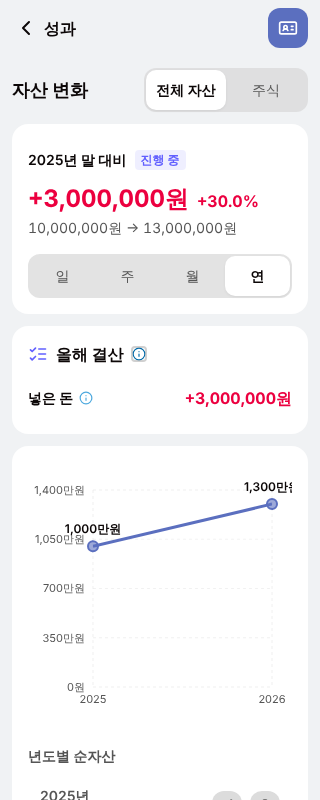 성과
자산 변화
전체 자산
주식
2025년 말 대비
진행 중
+3,000,000원 +30.0%
10,000,000원 → 13,000,000원
일 주 월 연
올해 결산
넣은 돈
+3,000,000원
1,400만원
1,300만원
1,000만원
1,050만원
700만원
350만원
0원
2025
2026
년도별 순자산
2025년